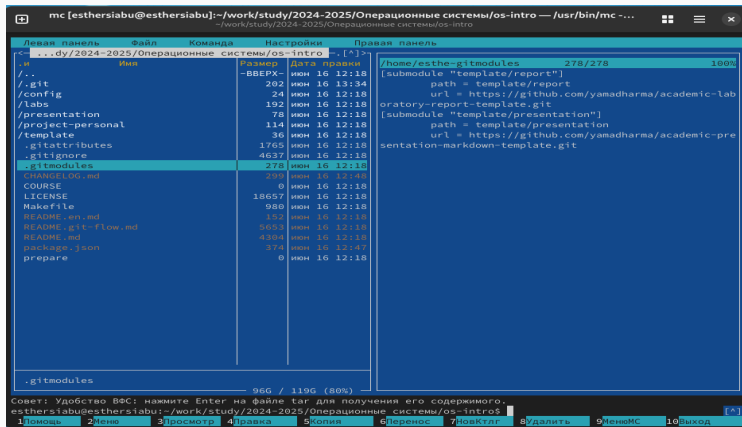 mc [esthersiabu@esthersiabu]:~/work/study/2024-2025/Операционные системы/os-intro — /usr/bin/mc -...
~/work/study/2024-2025/Операционные системы/os-intro
Левая панель Файл Команда Настройки Правая панель
<— ...dy/2024-2025/Операционные системы/os-intro —.[^]>
.и Имя Размер Дата правки
/.. -ВВЕРХ- июн 16 12:18
/.git 202 июн 16 13:34
/config 24 июн 16 12:18
/labs 192 июн 16 12:18
/presentation 78 июн 16 12:18
/project-personal 114 июн 16 12:18
/template 36 июн 16 12:18
.gitattributes 1765 июн 16 12:18
.gitignore 4637 июн 16 12:18
.gitmodules 278 июн 16 12:18
CHANGELOG.md 299 июн 16 12:48
COURSE 0 июн 16 12:18
LICENSE 18657 июн 16 12:18
Makefile 980 июн 16 12:18
README.en.md 152 июн 16 12:18
README.git-flow.md 5653 июн 16 12:18
README.md 4304 июн 16 12:18
package.json 374 июн 16 12:47
prepare 0 июн 16 12:18
.gitmodules
96G / 119G (80%)
/home/esthe~gitmodules 278/278 100%
[submodule "template/report"]
path = template/report
url = https://github.com/yamadharma/academic-lab
oratory-report-template.git
[submodule "template/presentation"]
path = template/presentation
url = https://github.com/yamadharma/academic-pre
sentation-markdown-template.git
Совет: Удобство ВФС: нажмите Enter на файле tar для получения его содержимого.
esthersiabu@esthersiabu:~/work/study/2024-2025/Операционные системы/os-intro$ [^]
1Помощь 2Меню 3Просмотр 4Правка 5Копия 6Перенос 7НовКтлг 8Удалить 9МенюМС 10Выход